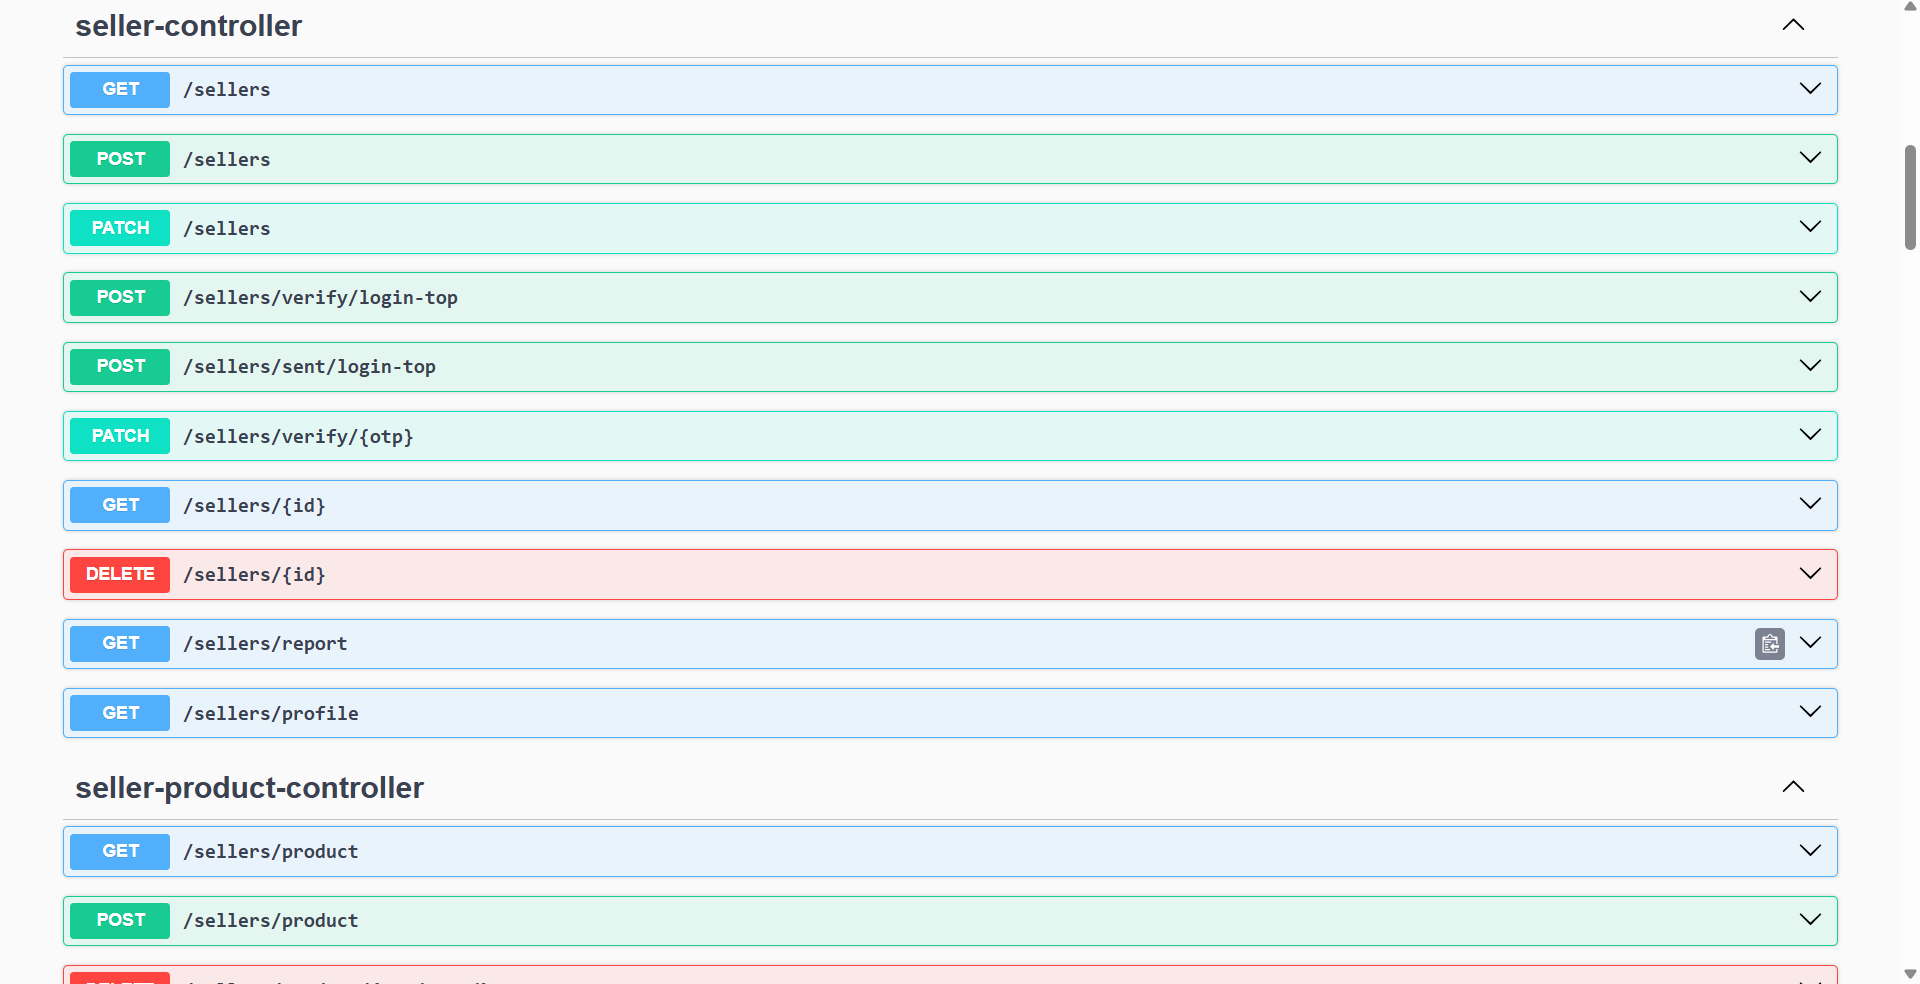 seller-controller
GET /sellers
POST /sellers
PATCH /sellers
POST /sellers/verify/login-top
POST /sellers/sent/login-top
PATCH /sellers/verify/{otp}
GET /sellers/{id}
DELETE /sellers/{id}
GET /sellers/report
GET /sellers/profile
seller-product-controller
GET /sellers/product
POST /sellers/product